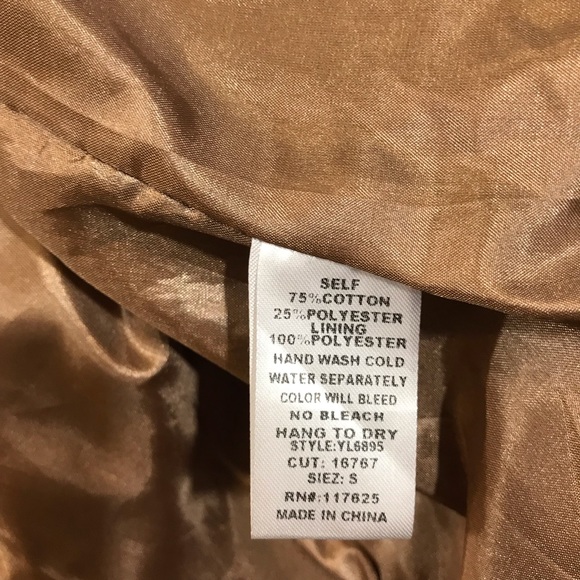 SELF
75%COTTON
25%POLYESTER
LINING
100%POLYESTER
HAND WASH COLD
WATER SEPARATELY
COLOR WILL BLEED
NO BLEACH
HANG TO DRY
STYLE:YL6895
CUT: 16767
SIEZ: S
RN#:117625
MADE IN CHINA